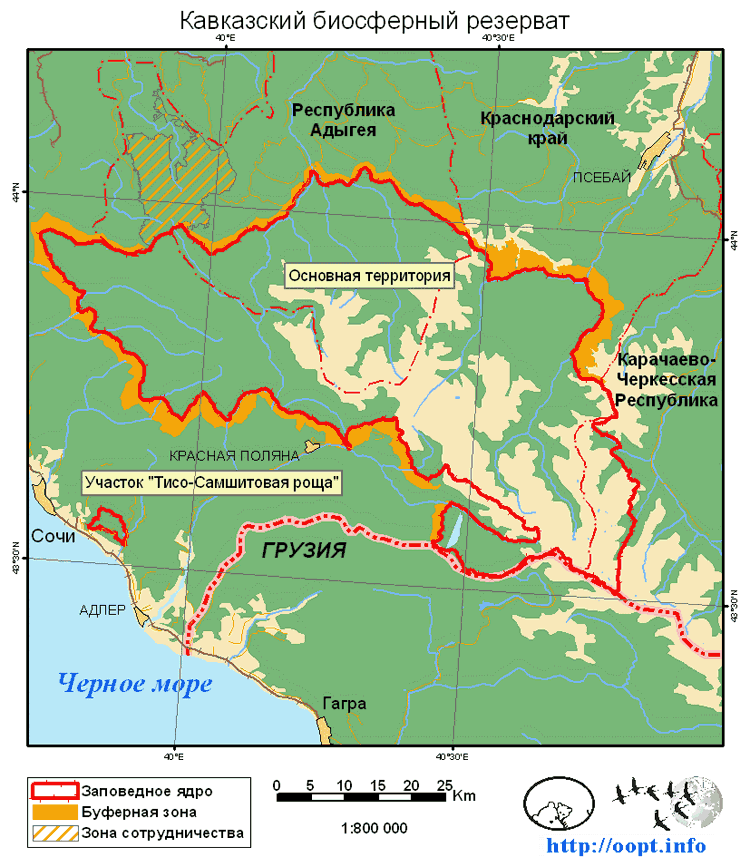 Кавказский биосферный резерват
40°E
40°30'E
Республика
Адыгея
Краснодарский
край
ПСЕБАЙ
44°N
44°N
Основная территория
Карачаево-
Черкесская
Республика
КРАСНАЯ ПОЛЯНА
Участок "Тисо-Самшитовая роща"
Сочи
ГРУЗИЯ
43°30'N
43°30'N
АДЛЕР
Черное море
Гагра
40°E
40°30'E
Заповедное ядро
Буферная зона
Зона сотрудничества
0 5 10 15 20 25
Km
1:800 000
http://oopt.info